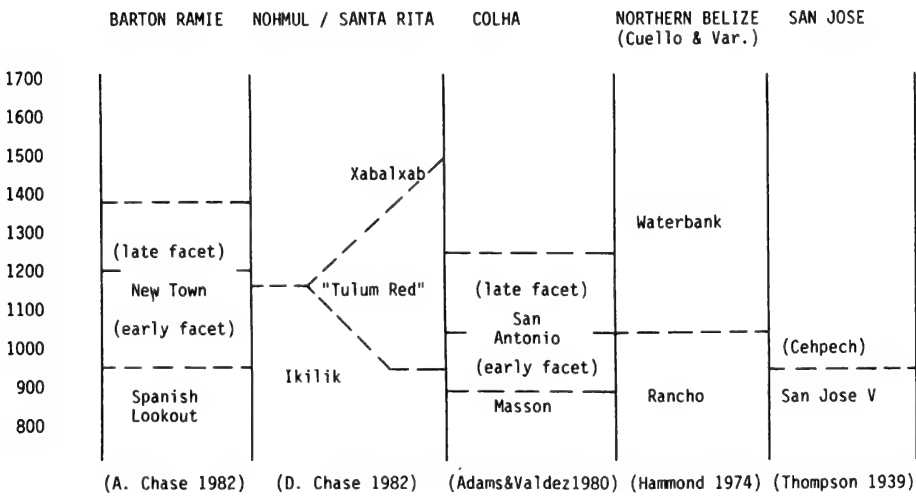 BARTON RAMIE NOHMUL / SANTA RITA COLHA NORTHERN BELIZE SAN JOSE
(Cuello & Var.)
1700
1600
1500 Xabalxab
1400
1300 Waterbank
(late facet)
1200
New Town "Tulum Red" (late facet)
1100 San
(early facet) Antonio
1000 (Cehpech)
Ikilik (early facet)
900
Spanish Masson Rancho San Jose V
Lookout
800
(A. Chase 1982) (D. Chase 1982) (Adams&Valdez1980) (Hammond 1974) (Thompson 1939)